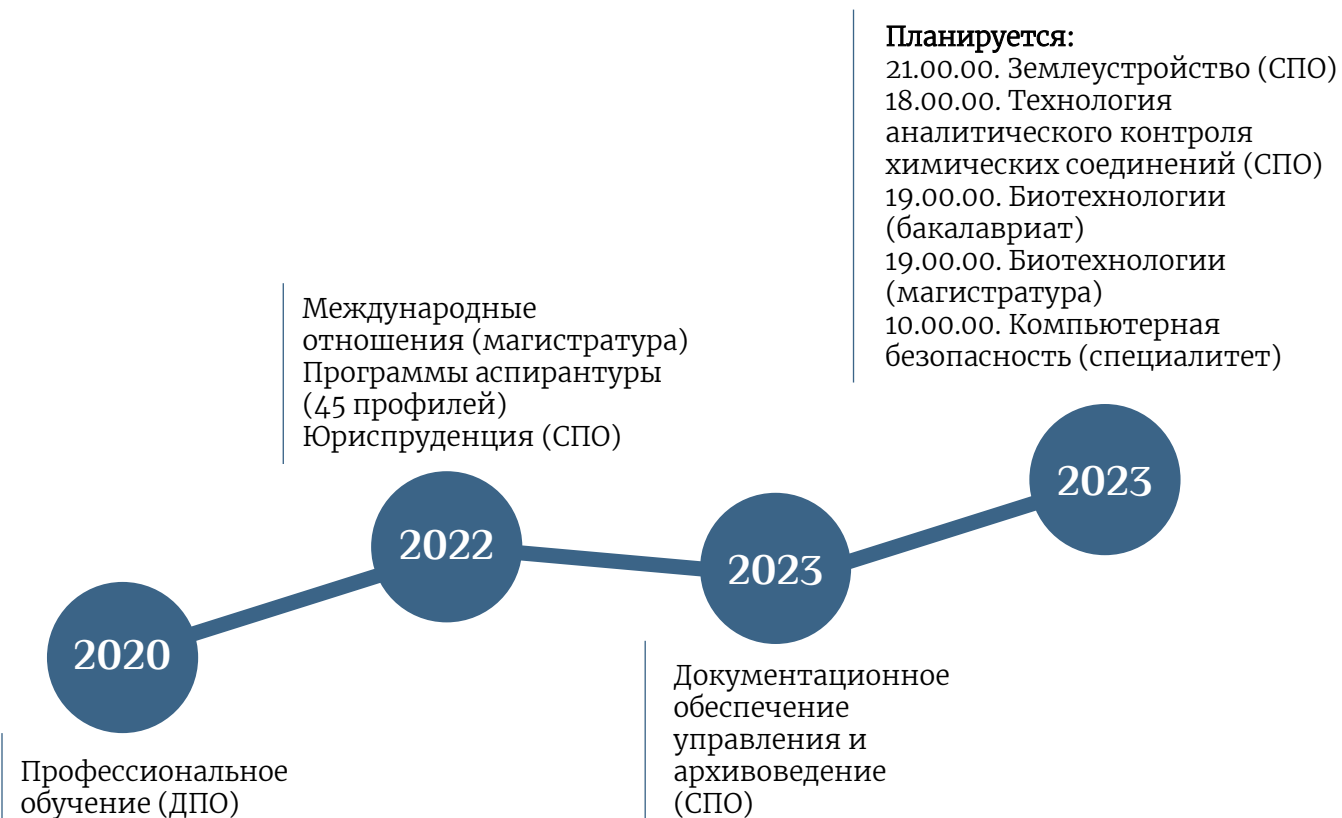 Планируется:
21.00.00. Землеустройство (СПО)
18.00.00. Технология
аналитического контроля
химических соединений (СПО)
19.00.00. Биотехнологии
(бакалавриат)
19.00.00. Биотехнологии
(магистратура)
10.00.00. Компьютерная
безопасность (специалитет)
Международные
отношения (магистратура)
Программы аспирантуры
(45 профилей)
Юриспруденция (СПО)
2023
2022
2023
2020
Документационное
обеспечение
управления и
архивоведение
(СПО)
Профессиональное
обучение (ДПО)